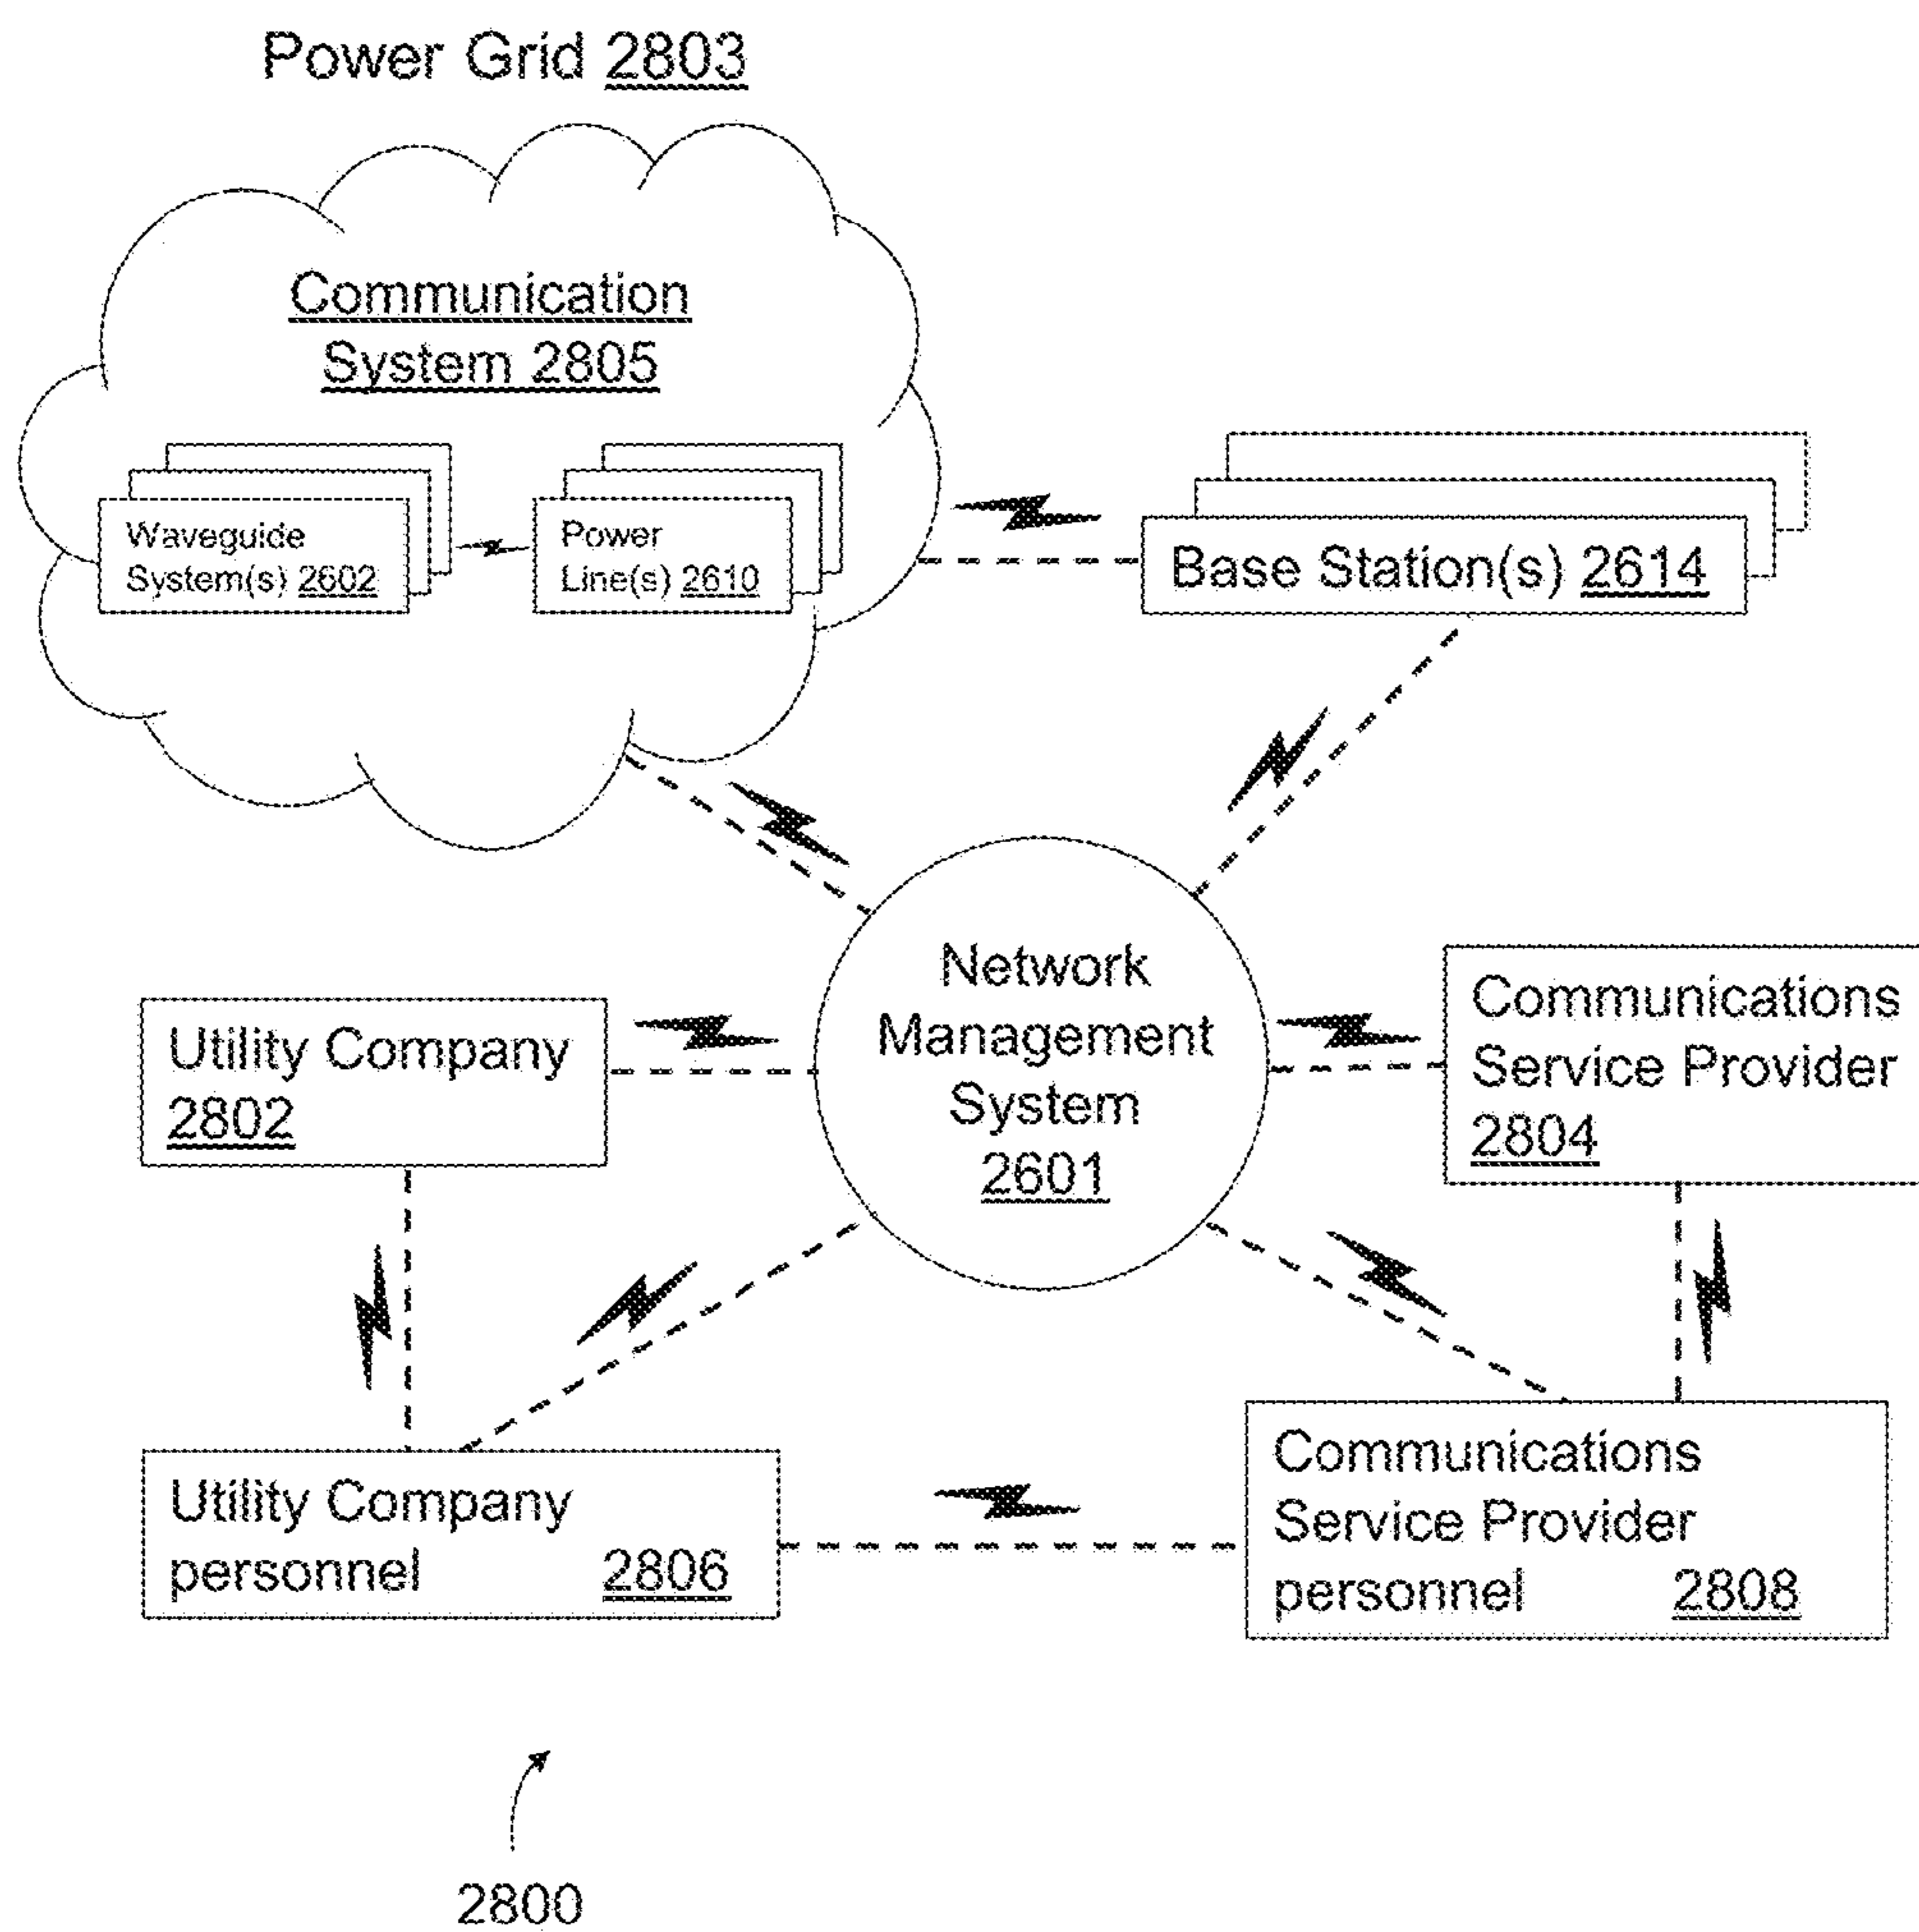 Power Grid 2803
Communication
System 2805
Waveguide
System(s) 2602
Power
Line(s) 2610
Base Station(s) 2614
Network
Management
System
2601
Utility Company
2802
Communications
Service Provider
2804
Utility Company
personnel 2806
Communications
Service Provider
personnel 2808
2800